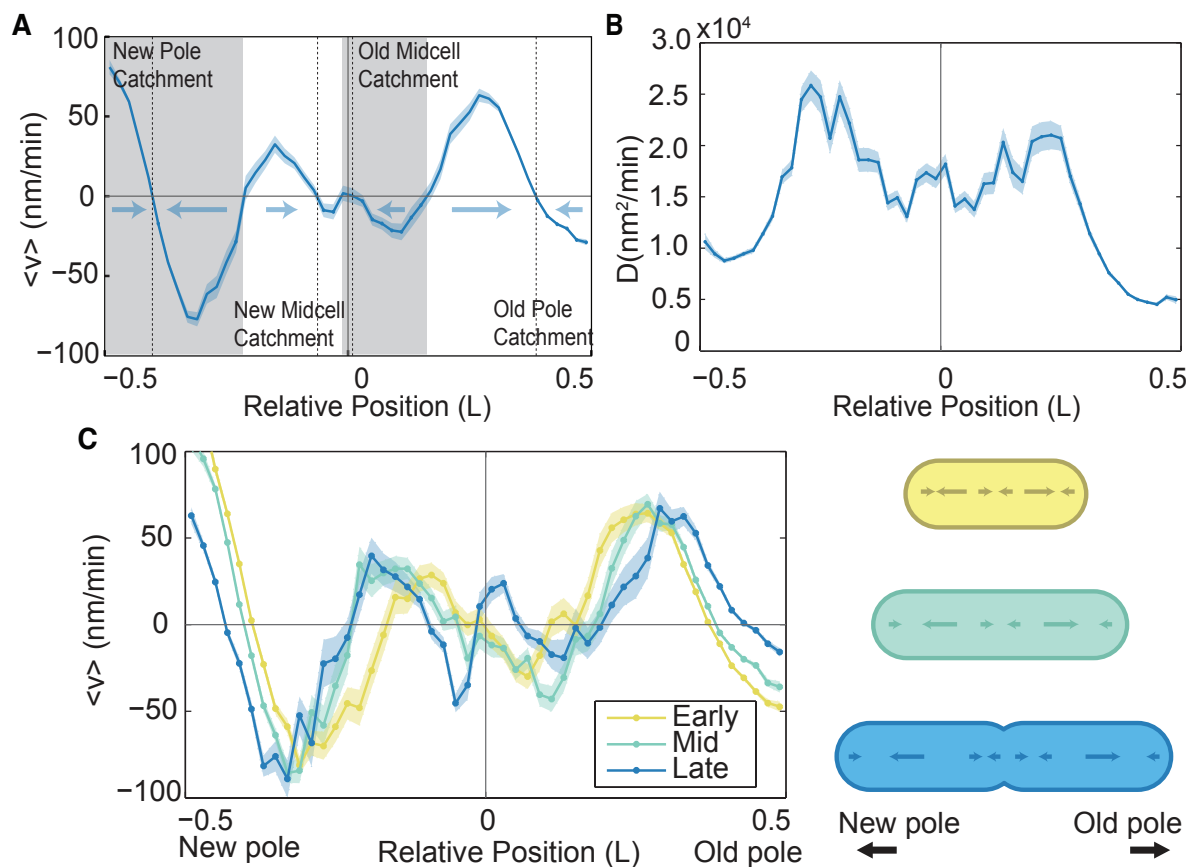 A
100
50
0
−50
−100
<v> (nm/min)
New Pole
Catchment
Old Midcell
Catchment
New Midcell
Catchment
Old Pole
Catchment
−0.5
0
0.5
Relative Position (L)
B
x10⁴
3.0
2.5
2.0
1.5
1.0
0.5
0
D(nm²/min)
−0.5
0
0.5
Relative Position (L)
C
100
50
0
−50
−100
<v> (nm/min)
Early
Mid
Late
−0.5
0
0.5
New pole
Relative Position (L)
Old pole
New pole
Old pole